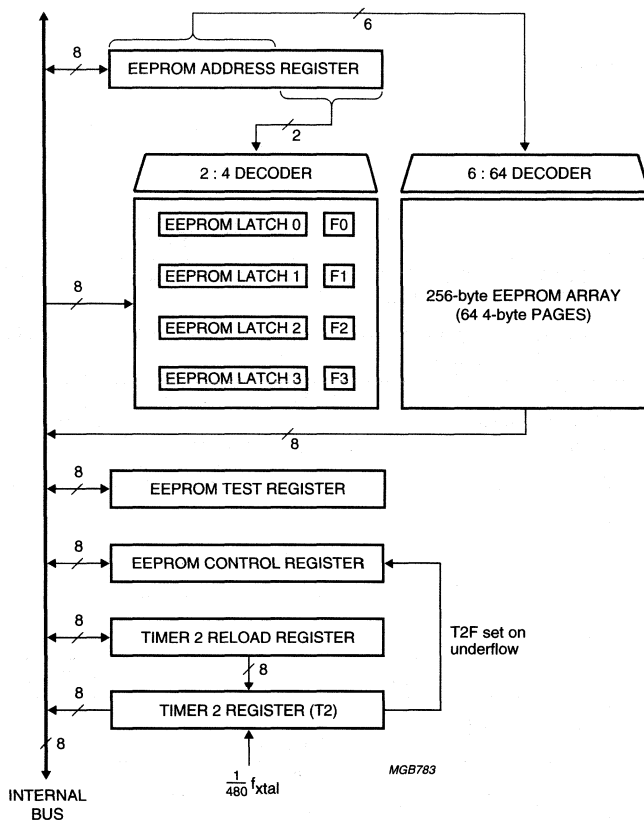 6
8
EEPROM ADDRESS REGISTER
2
2 : 4 DECODER
6 : 64 DECODER
EEPROM LATCH 0 F0
EEPROM LATCH 1 F1
8
256-byte EEPROM ARRAY
(64 4-byte PAGES)
EEPROM LATCH 2 F2
EEPROM LATCH 3 F3
8
8
EEPROM TEST REGISTER
8
EEPROM CONTROL REGISTER
8
TIMER 2 RELOAD REGISTER
T2F set on
underflow
8
8
TIMER 2 REGISTER (T2)
8
MGB783
1/480 fxtal
INTERNAL
BUS